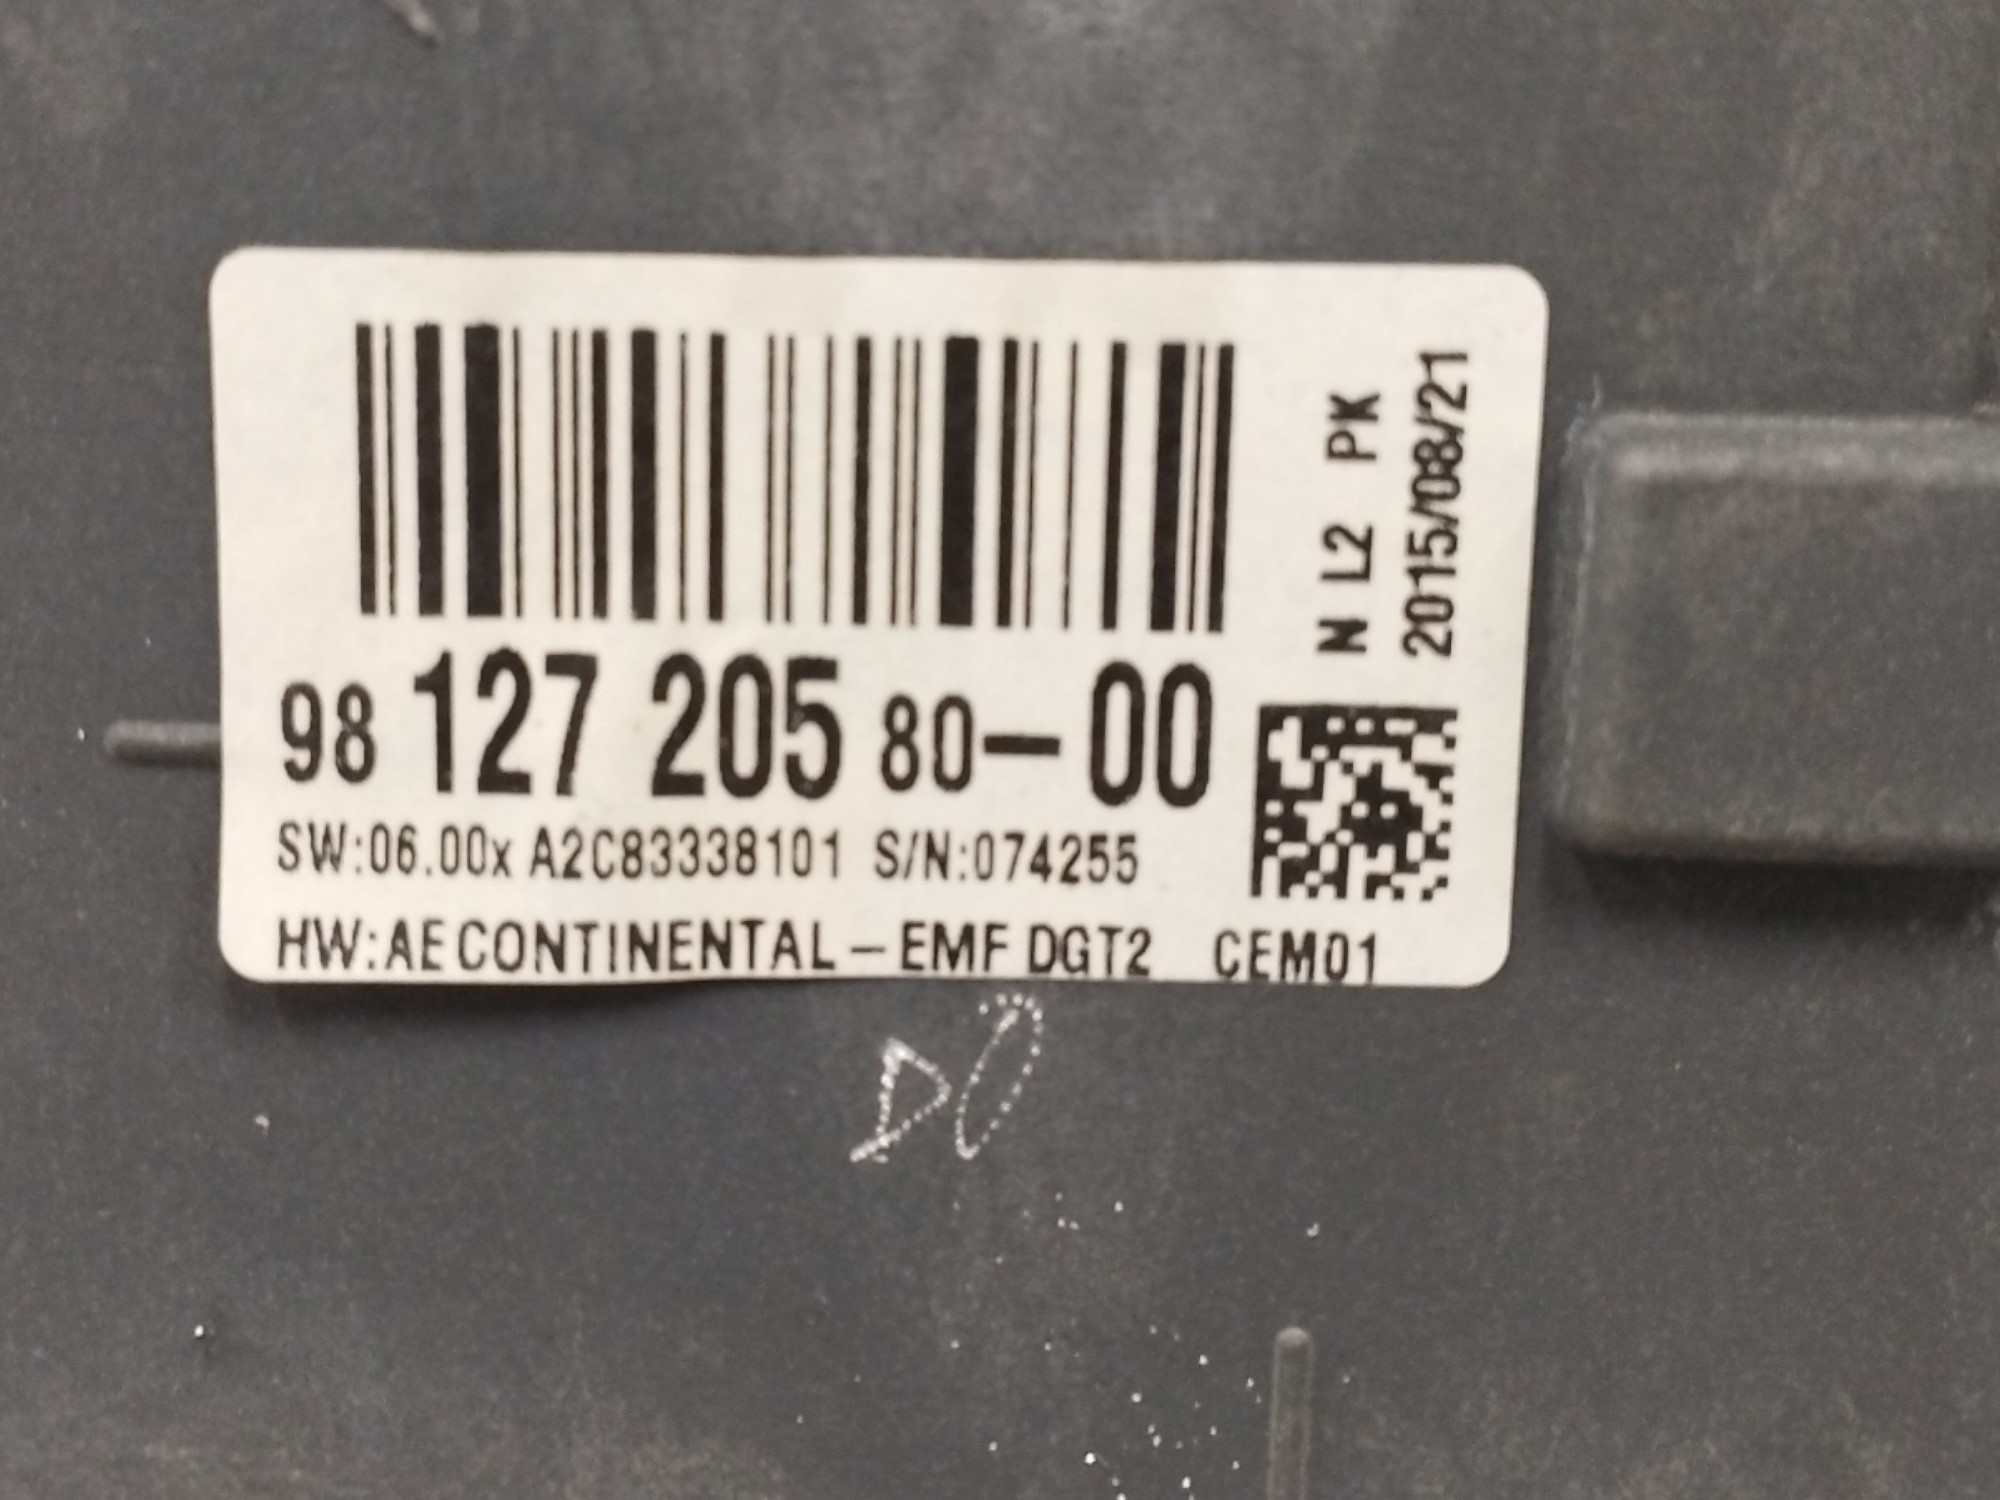 98 127 205 80-00
SW:06.00x A2C83338101 S/N:074255
HW:AE CONTINENTAL-EMF DGT2 CEM01
N L2 PK
2015/08/21
D0